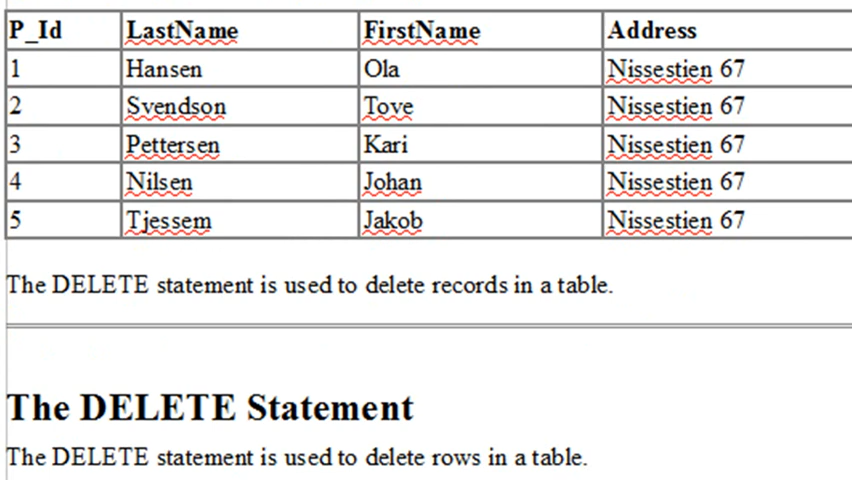 P_Id LastName FirstName Address
1 Hansen Ola Nissestien 67
2 Svendson Tove Nissestien 67
3 Pettersen Kari Nissestien 67
4 Nilsen Johan Nissestien 67
5 Tjessem Jakob Nissestien 67
The DELETE statement is used to delete records in a table.
The DELETE Statement
The DELETE statement is used to delete rows in a table.